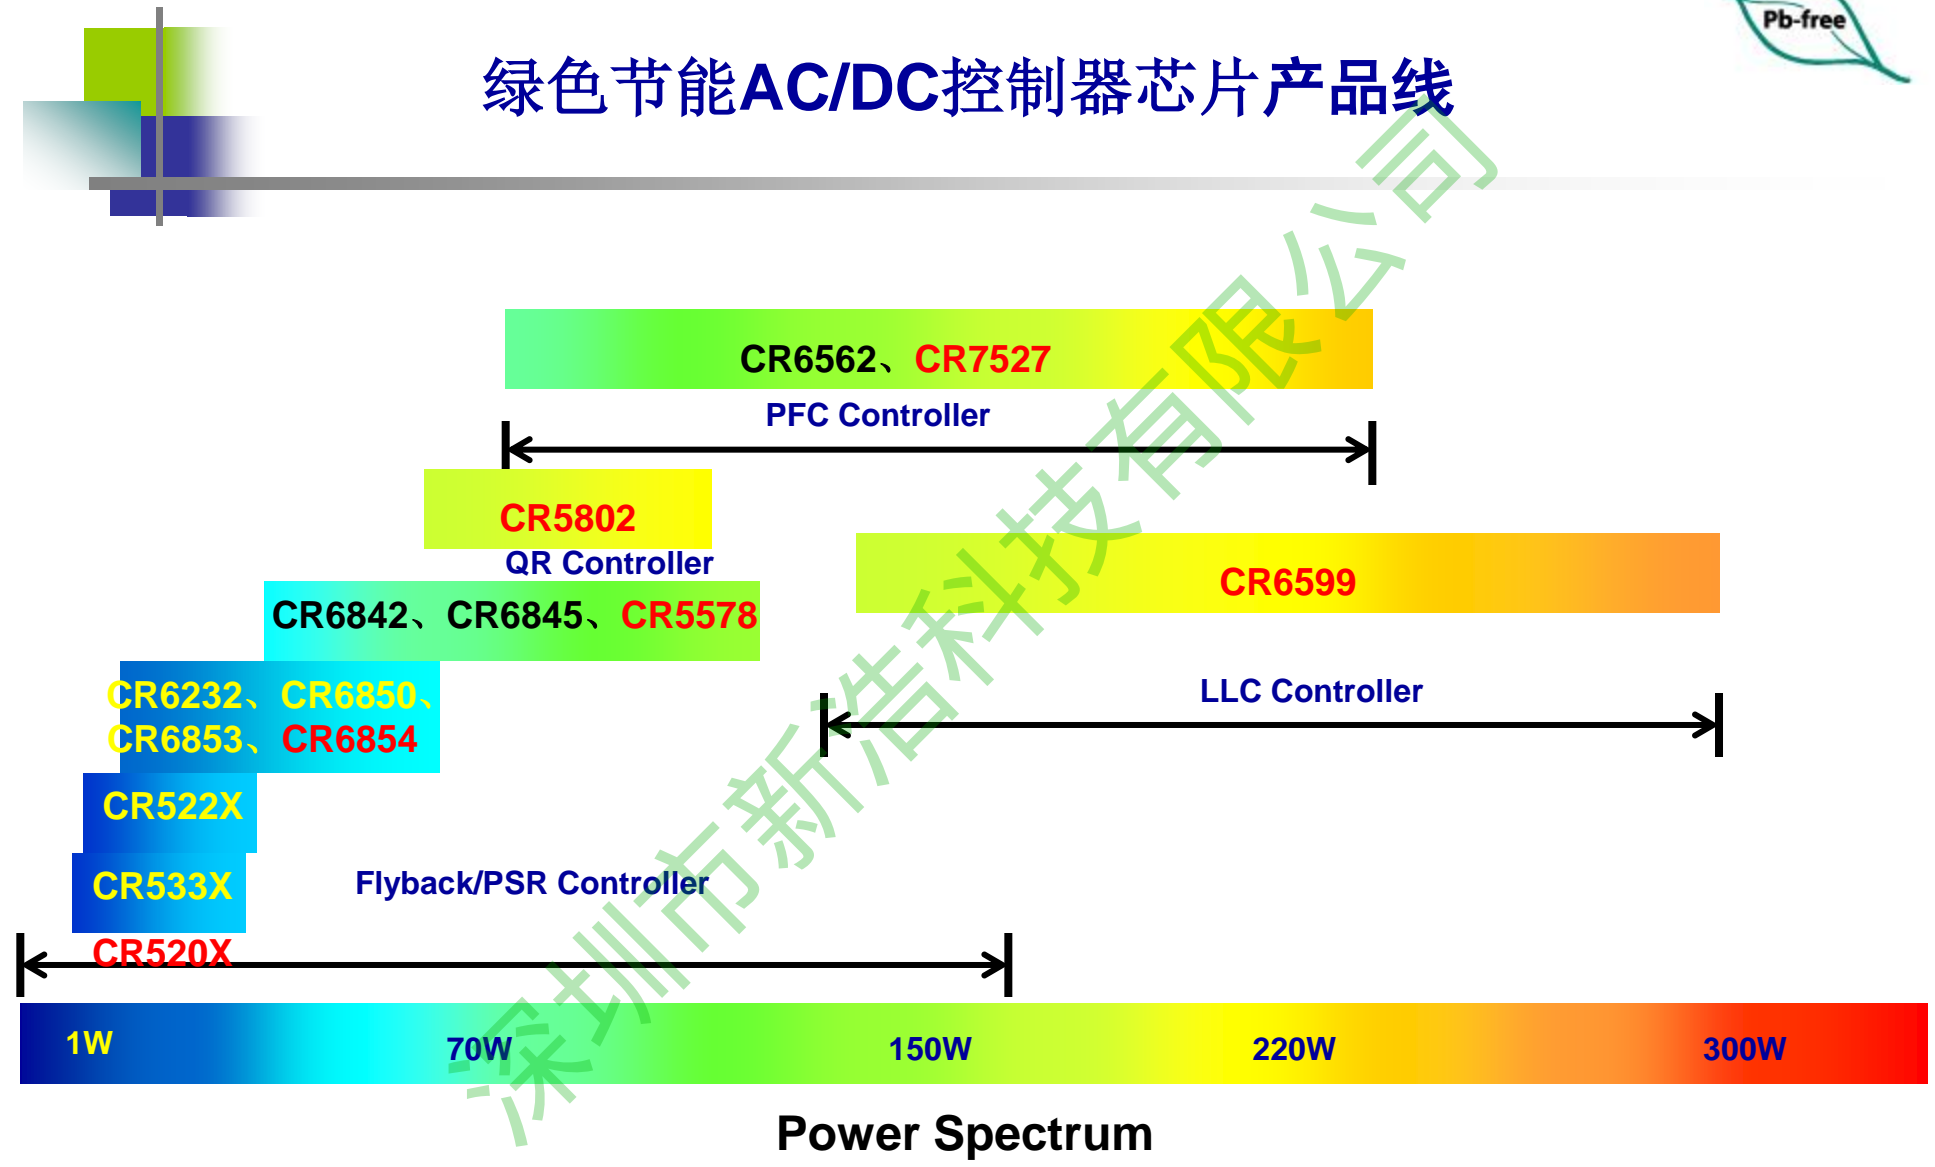 Pb-free
绿色节能AC/DC控制器芯片产品线
CR6562、CR7527
PFC Controller
CR5802
QR Controller
CR6599
CR6842、CR6845、CR5578
LLC Controller
CR6232、CR6850、
CR6853、CR6854
CR522X
CR533X
Flyback/PSR Controller
CR520X
1W
70W
150W
220W
300W
Power Spectrum
深圳市新浩科技有限公司